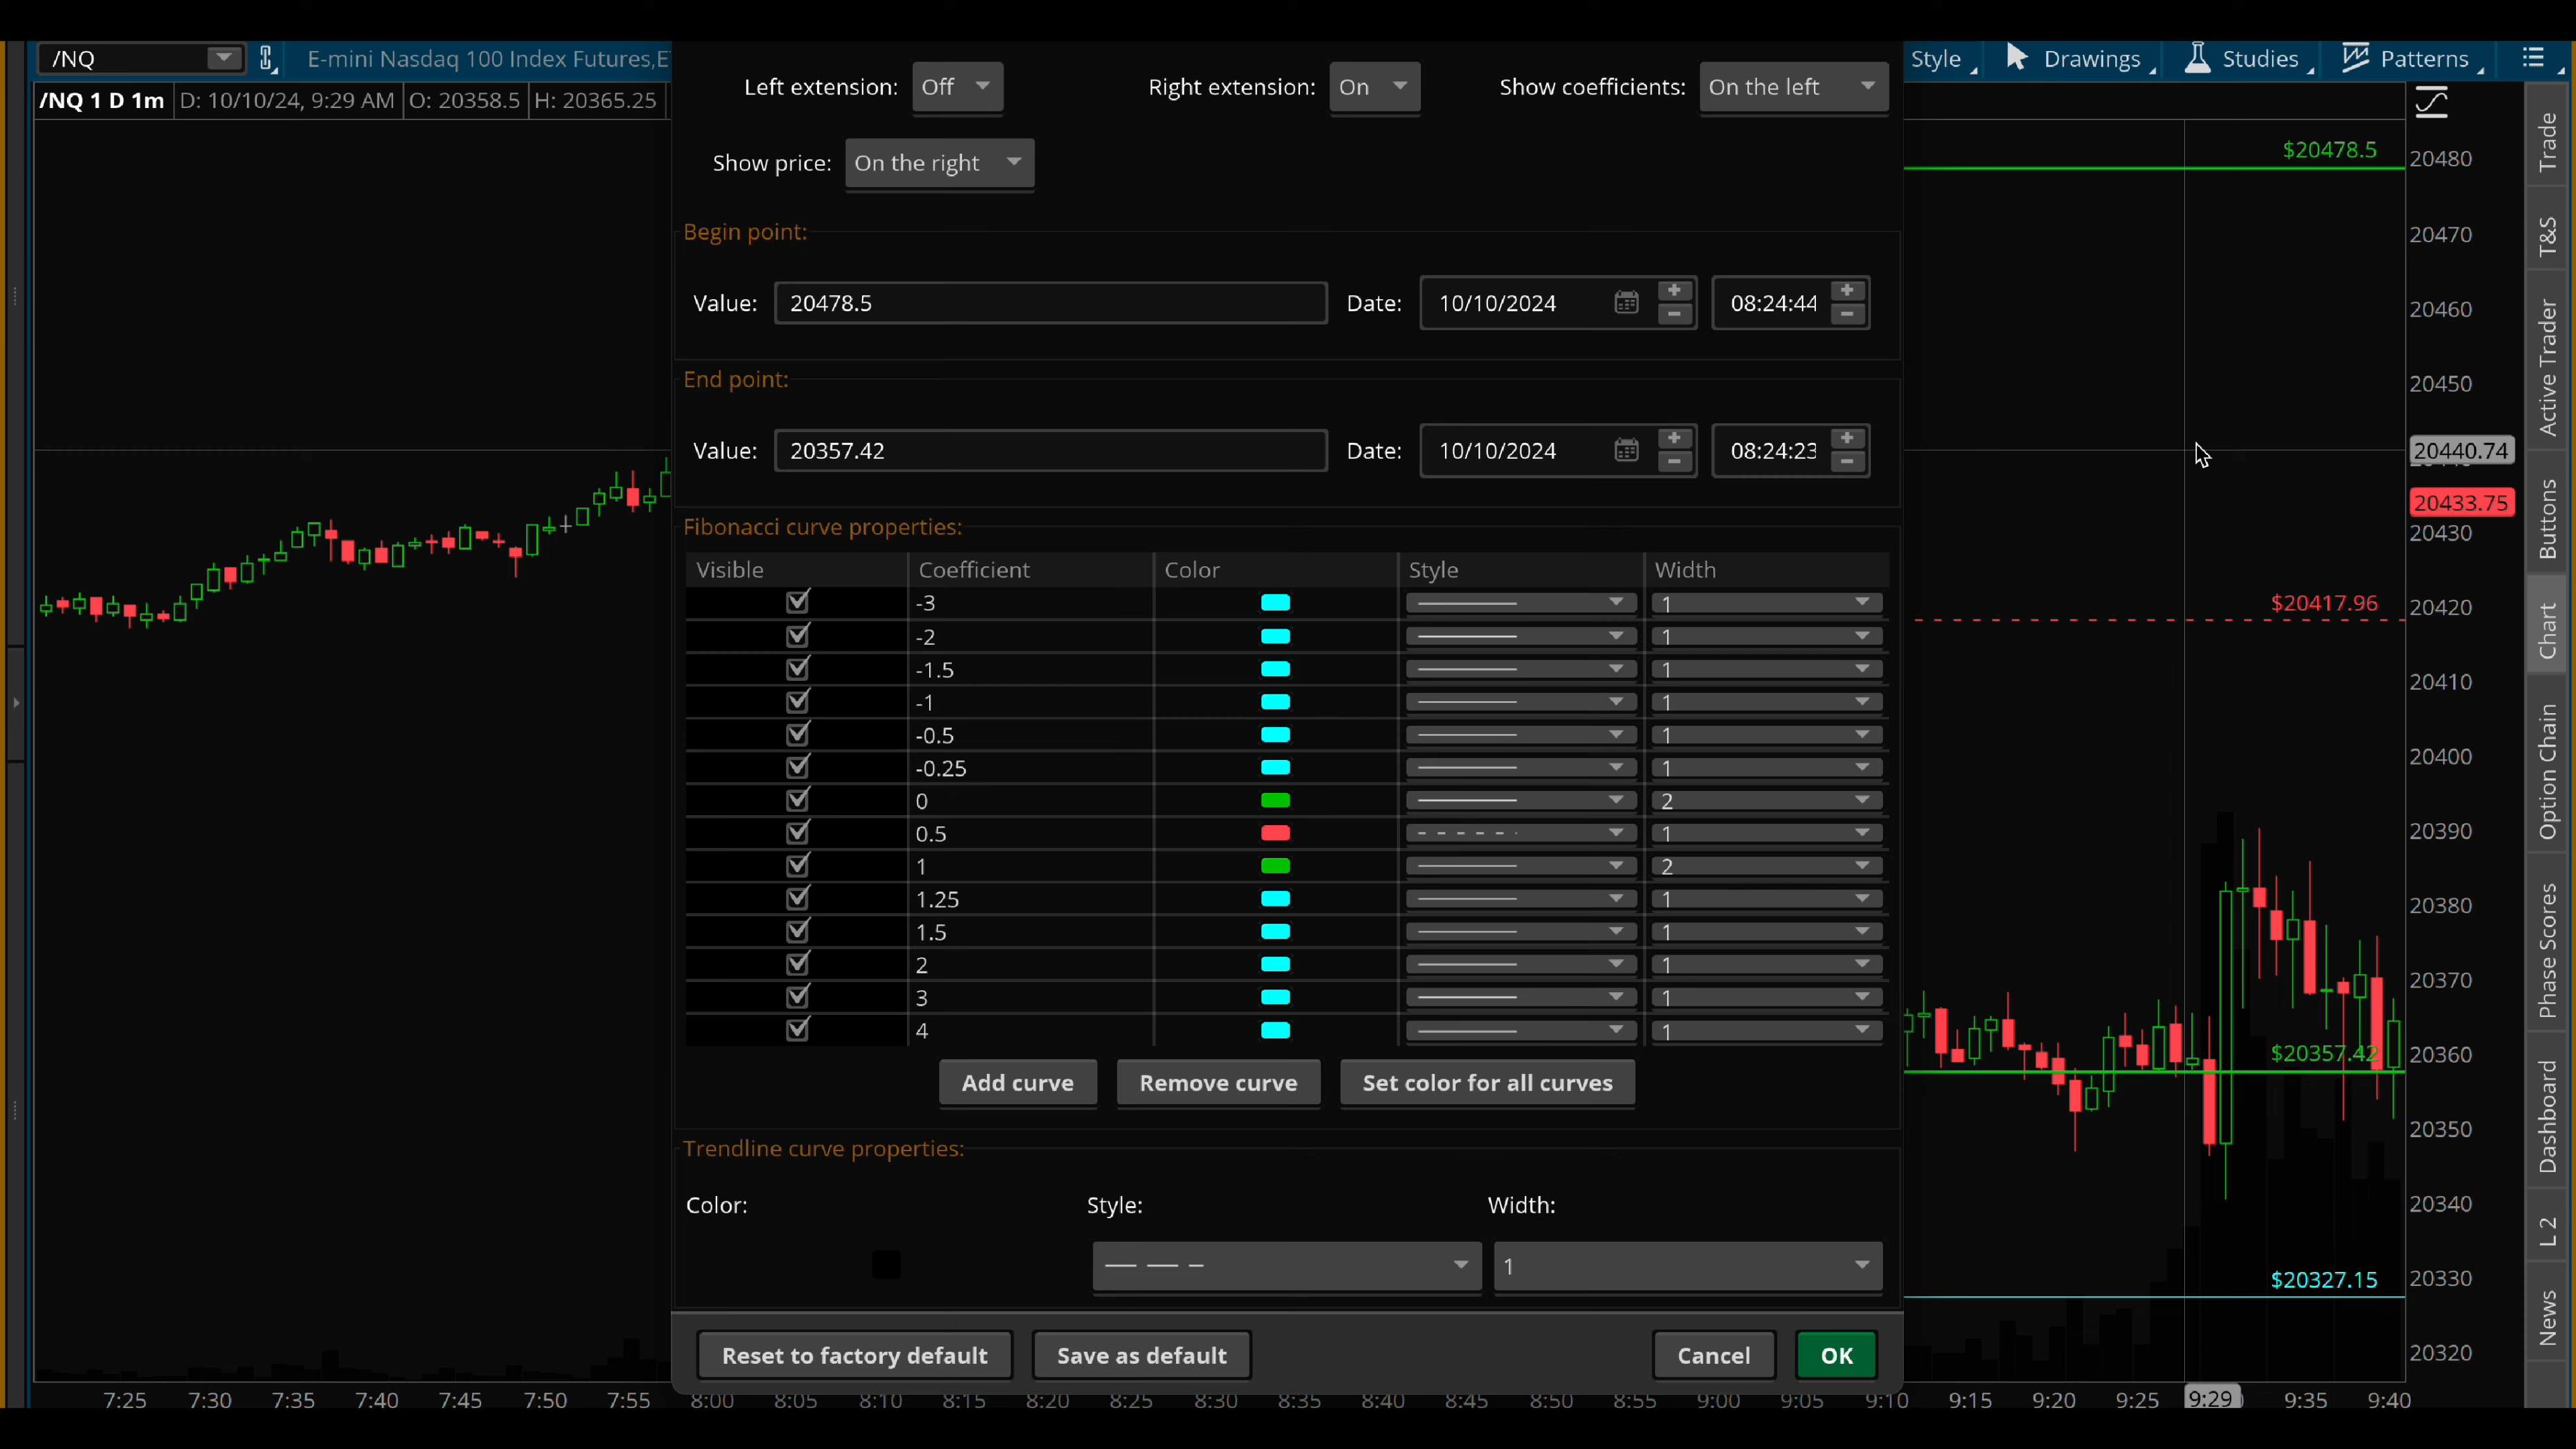 /NQ
E-mini Nasdaq 100 Index Futures,E
Style
Drawings
Studies
Patterns
/NQ 1 D 1m
D: 10/10/24, 9:29 AM
O: 20358.5
H: 20365.25
Left extension:
Off
Right extension:
On
Show coefficients:
On the left
Show price:
On the right
Begin point:
Value:
20478.5
Date:
10/10/2024
08:24:44
End point:
Value:
20357.42
Date:
10/10/2024
08:24:23
Fibonacci curve properties:
Visible Coefficient Color Style Width
-3 1
-2 1
-1.5 1
-1 1
-0.5 1
-0.25 1
0 2
0.5 1
1 2
1.25 1
1.5 1
2 1
3 1
4 1
Add curve
Remove curve
Set color for all curves
Trendline curve properties:
Color:
Style:
Width:
1
Reset to factory default
Save as default
Cancel
OK
$20478.5
$20417.96
$20357.42
$20327.15
20480
20470
20460
20450
20440.74
20433.75
20430
20420
20410
20400
20390
20380
20370
20360
20350
20340
20330
20320
7:25 7:30 7:35 7:40 7:45 7:50 7:55 8:00 8:05 8:10 8:15 8:20 8:25 8:30 8:35 8:40 8:45 8:50 8:55 9:00 9:05 9:10 9:15 9:20 9:25 9:29 9:35 9:40
Trade
T&S
Active Trader
Buttons
Chart
Option Chain
Phase Scores
Dashboard
L 2
News